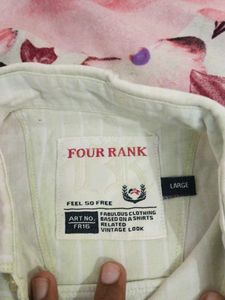 FOUR RANK
LARGE
FEEL SO FREE
ART NO.
FR16
FABULOUS CLOTHING
BASED ON A SHIRTS
RELATED
VINTAGE LOOK